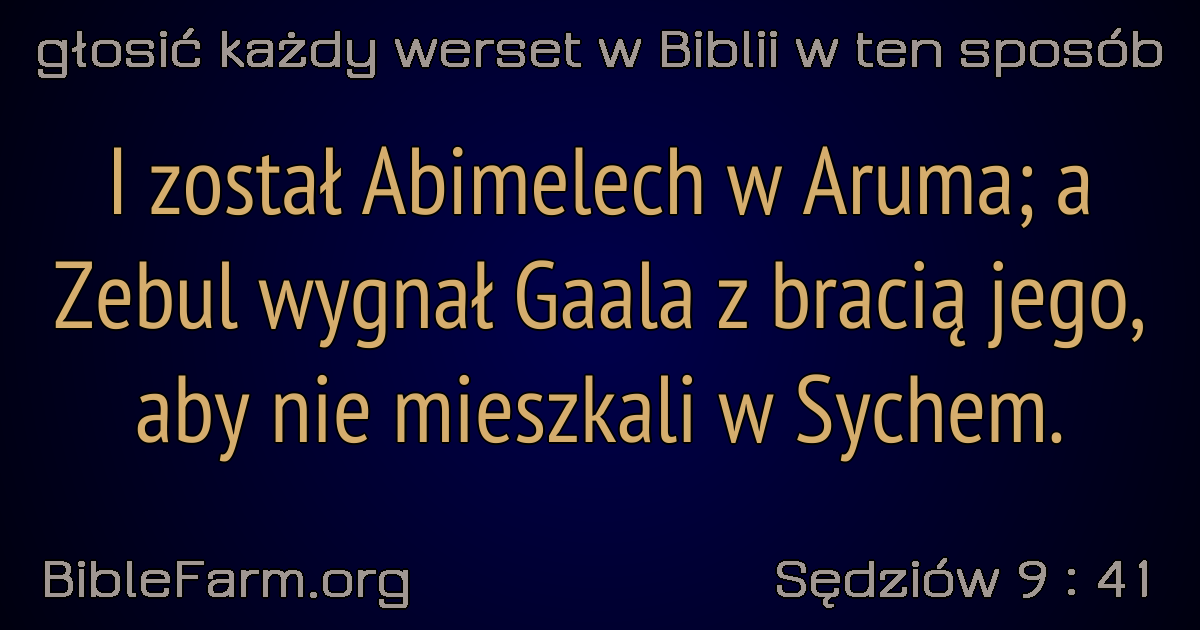 głosić każdy werset w Biblii w ten sposób
I został Abimelech w Aruma; a
Zebul wygnał Gaala z bracią jego,
aby nie mieszkali w Sychem.
BibleFarm.org
Sędziów 9 : 41